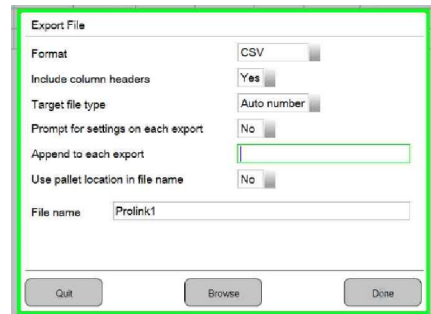 Export File
Format CSV
Include column headers Yes
Target file type Auto number
Prompt for settings on each export No
Append to each export
Use pallet location in file name No
File name Prolink1
Quit Browse Done